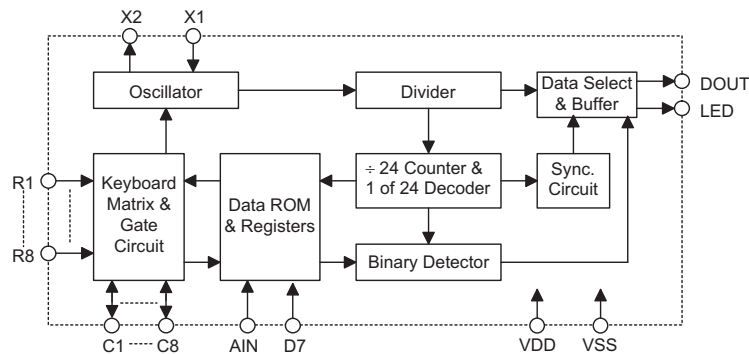 X2 X1
Oscillator
Divider
Data Select
& Buffer
DOUT
LED
R1
R8
Keyboard
Matrix &
Gate
Circuit
Data ROM
& Registers
÷ 24 Counter &
1 of 24 Decoder
Sync.
Circuit
Binary Detector
C1 C8 AIN D7 VDD VSS